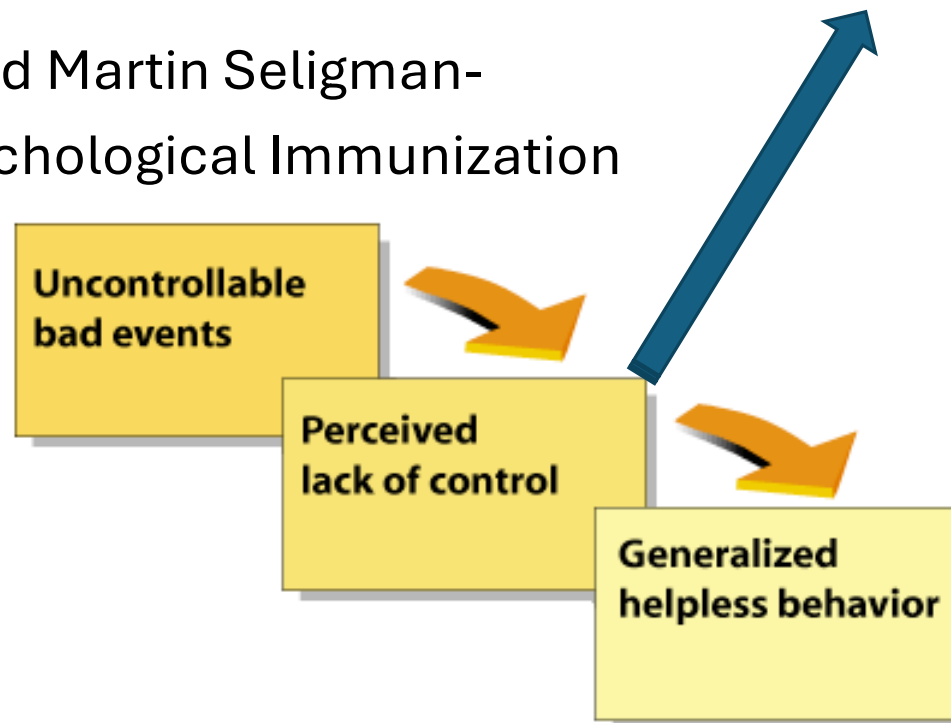 d Martin Seligman-
chological Immunization
Uncontrollable
bad events
Perceived
lack of control
Generalized
helpless behavior